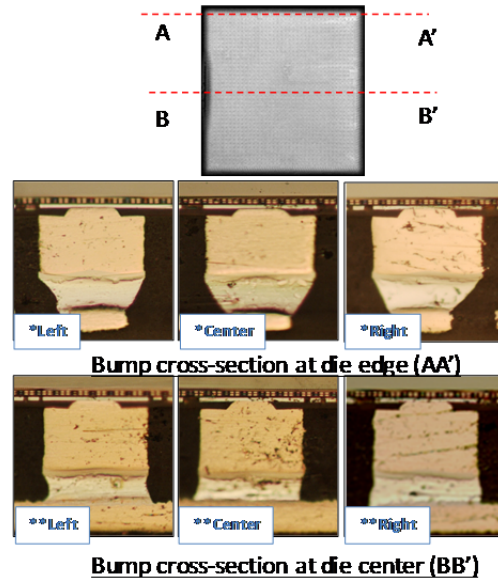 A A’
B B’
*Left *Center *Right
Bump cross-section at die edge (AA’)
**Left **Center **Right
Bump cross-section at die center (BB’)